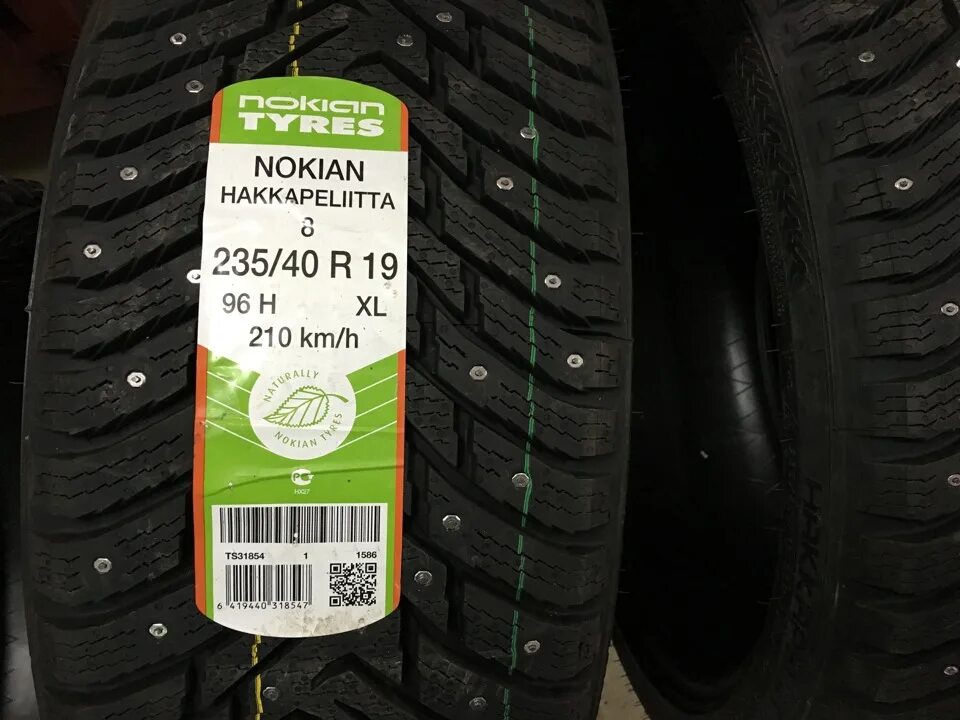 nokian
TYRES
NOKIAN
HAKKAPELIITTA
8
235/40 R 19
96 H XL
210 km/h
NATURALLY
NOKIAN TYRES
HX27
TS31854 1 1586
6 419440 318547